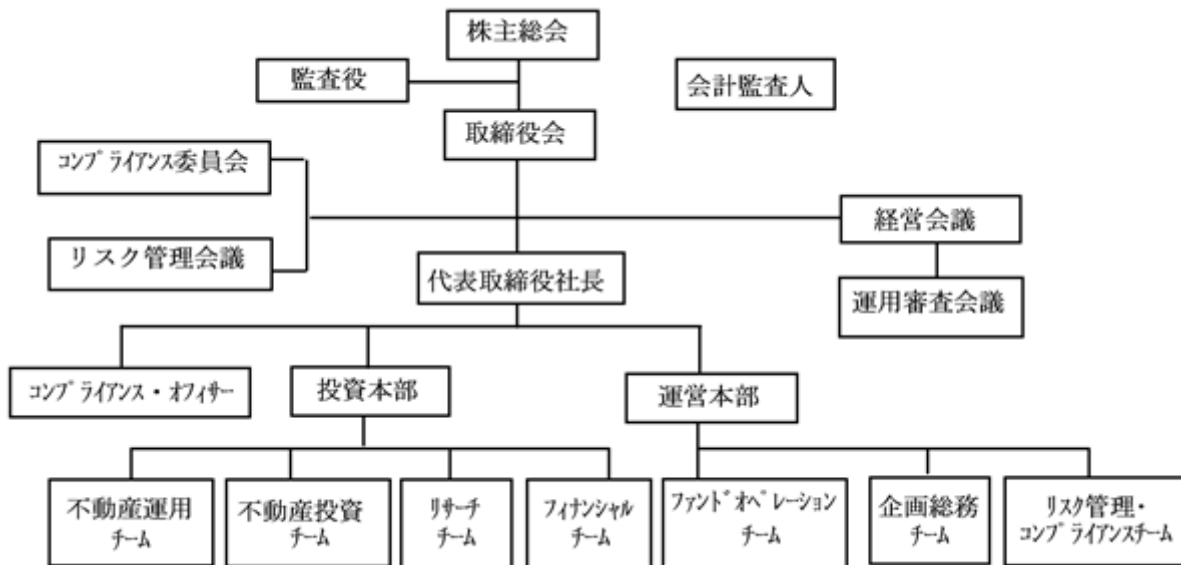 株主総会
監査役
会計監査人
取締役会
ｺﾝﾌﾟﾗｲｱﾝｽ委員会
経営会議
リスク管理会議
代表取締役社長
運用審査会議
ｺﾝﾌﾟﾗｲｱﾝｽ・ｵﾌｨｻｰ
投資本部
運営本部
不動産運用
ﾁｰﾑ
不動産投資
ﾁｰﾑ
ﾘｻｰﾁ
ﾁｰﾑ
ﾌｨﾅﾝｼｬﾙ
ﾁｰﾑ
ﾌｧﾝﾄﾞｵﾍﾟﾚｰｼｮﾝ
ﾁｰﾑ
企画総務
ﾁｰﾑ
ﾘｽｸ管理・
ｺﾝﾌﾟﾗｲｱﾝｽﾁｰﾑ